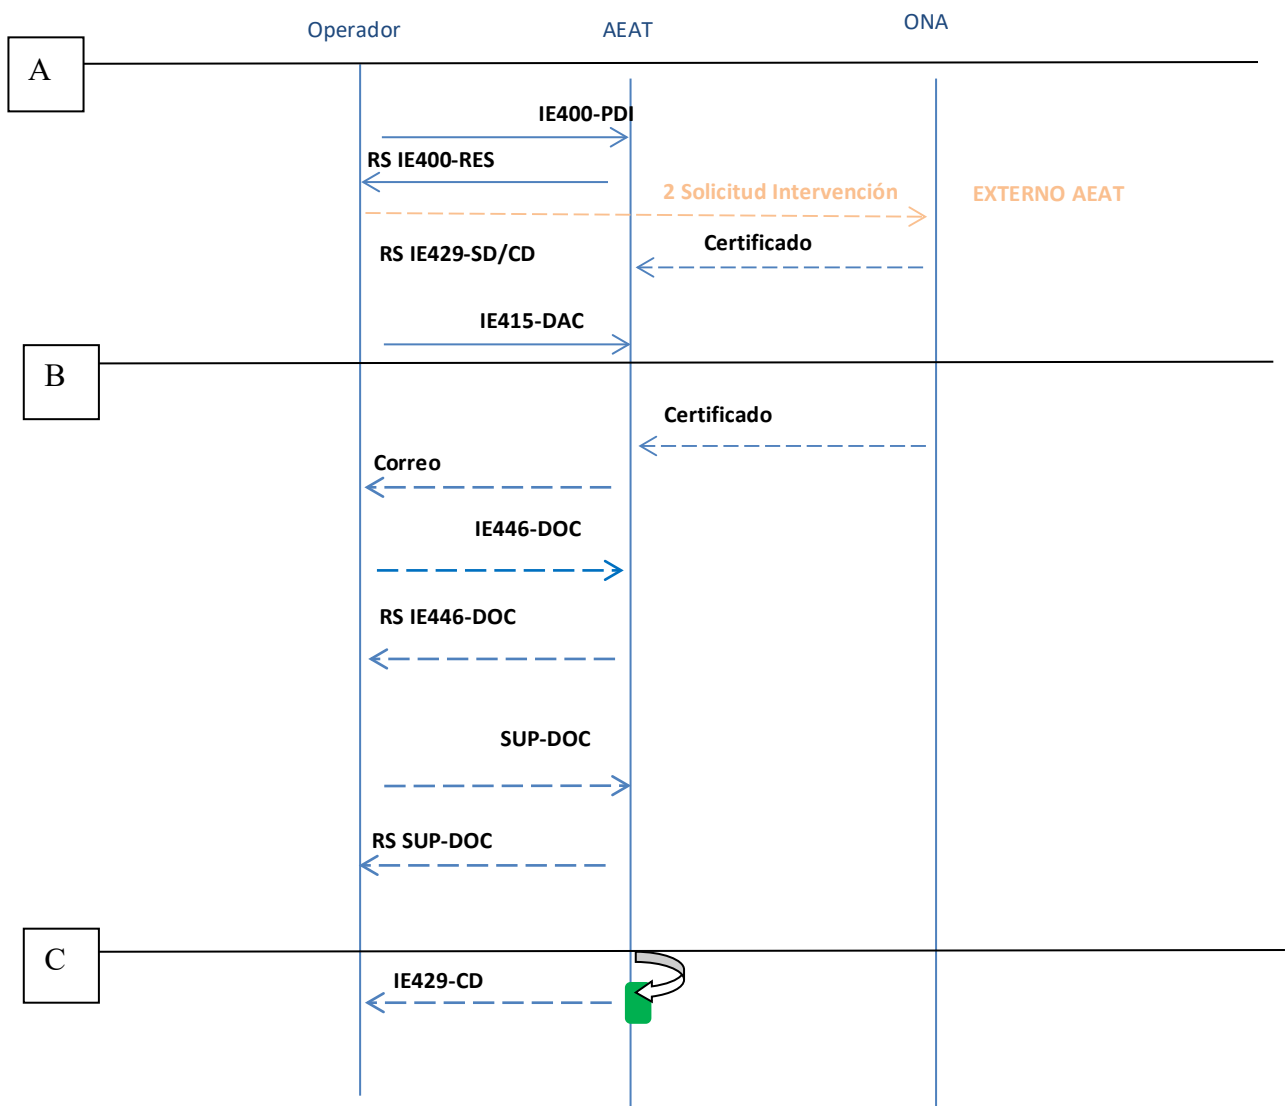 Operador
AEAT
ONA
A
IE400-PDI
RS IE400-RES
2 Solicitud Intervención
EXTERNO AEAT
RS IE429-SD/CD
Certificado
IE415-DAC
B
Certificado
Correo
IE446-DOC
RS IE446-DOC
SUP-DOC
RS SUP-DOC
C
IE429-CD